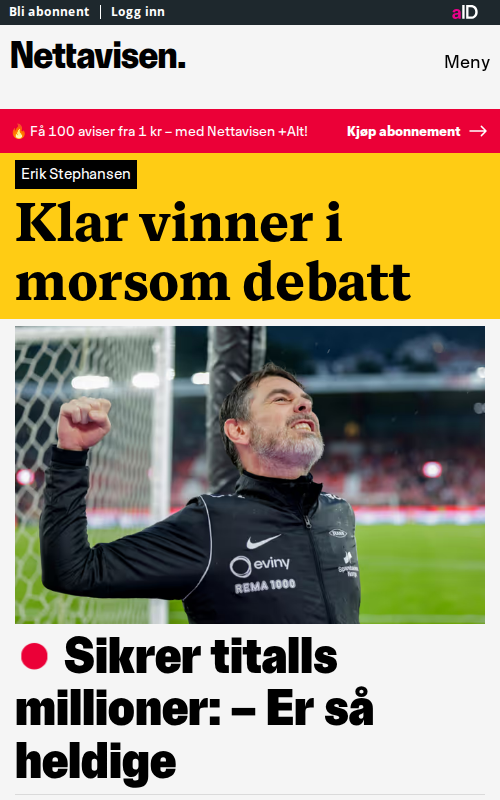 Bli abonnent | Logg inn
aID
Nettavisen.
Meny
🔥 Få 100 aviser fra 1 kr – med Nettavisen +Alt!
Kjøp abonnement →
Erik Stephansen
Klar vinner i
morsom debatt
eviny
REMA 1000
Sikrer titalls
millioner: – Er så
heldige